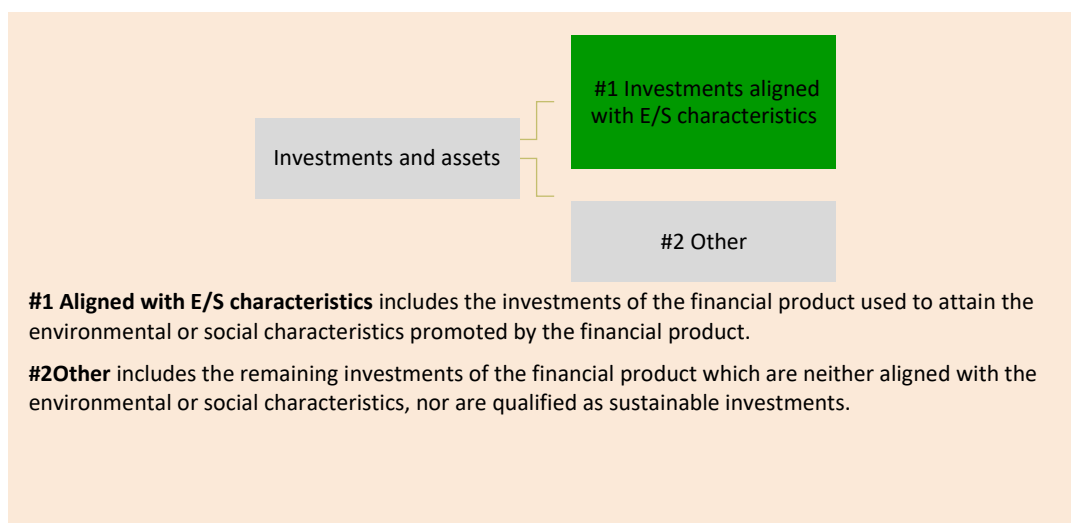 #1 Investments aligned
with E/S characteristics
Investments and assets
#2 Other
#1 Aligned with E/S characteristics includes the investments of the financial product used to attain the
environmental or social characteristics promoted by the financial product.
#2Other includes the remaining investments of the financial product which are neither aligned with the
environmental or social characteristics, nor are qualified as sustainable investments.